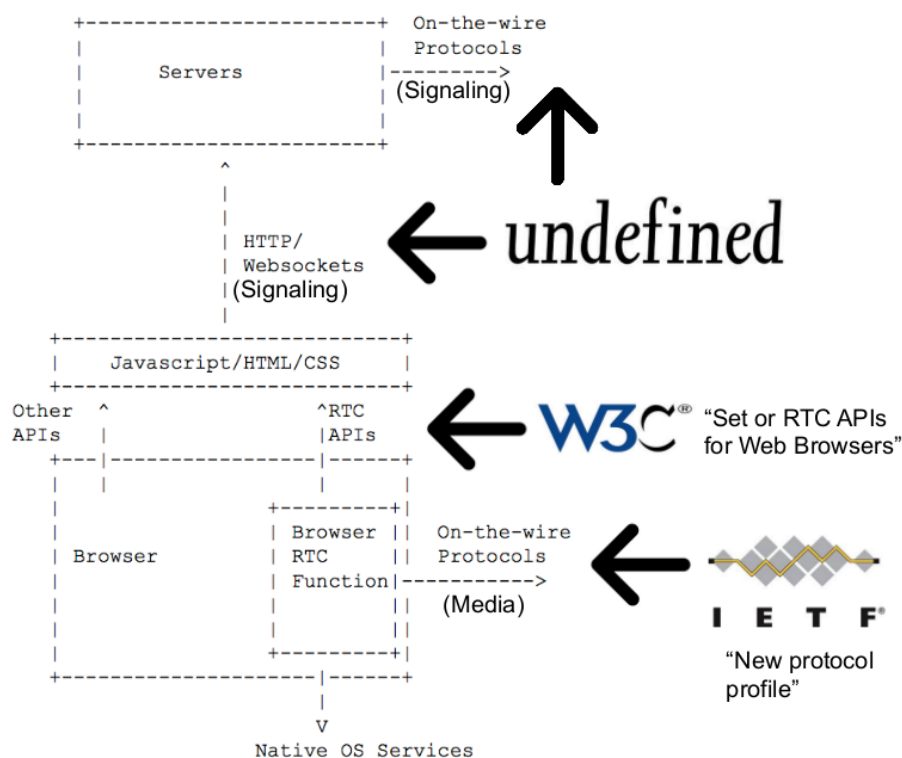 On-the-wire
Protocols
Servers
(Signaling)
undefined
HTTP/
Websockets
(Signaling)
Javascript/HTML/CSS
Other
APIs
RTC
APIs
W3C®
“Set or RTC APIs
for Web Browsers”
Browser
Browser
RTC
Function
On-the-wire
Protocols
(Media)
I E T F®
“New protocol
profile”
V
Native OS Services